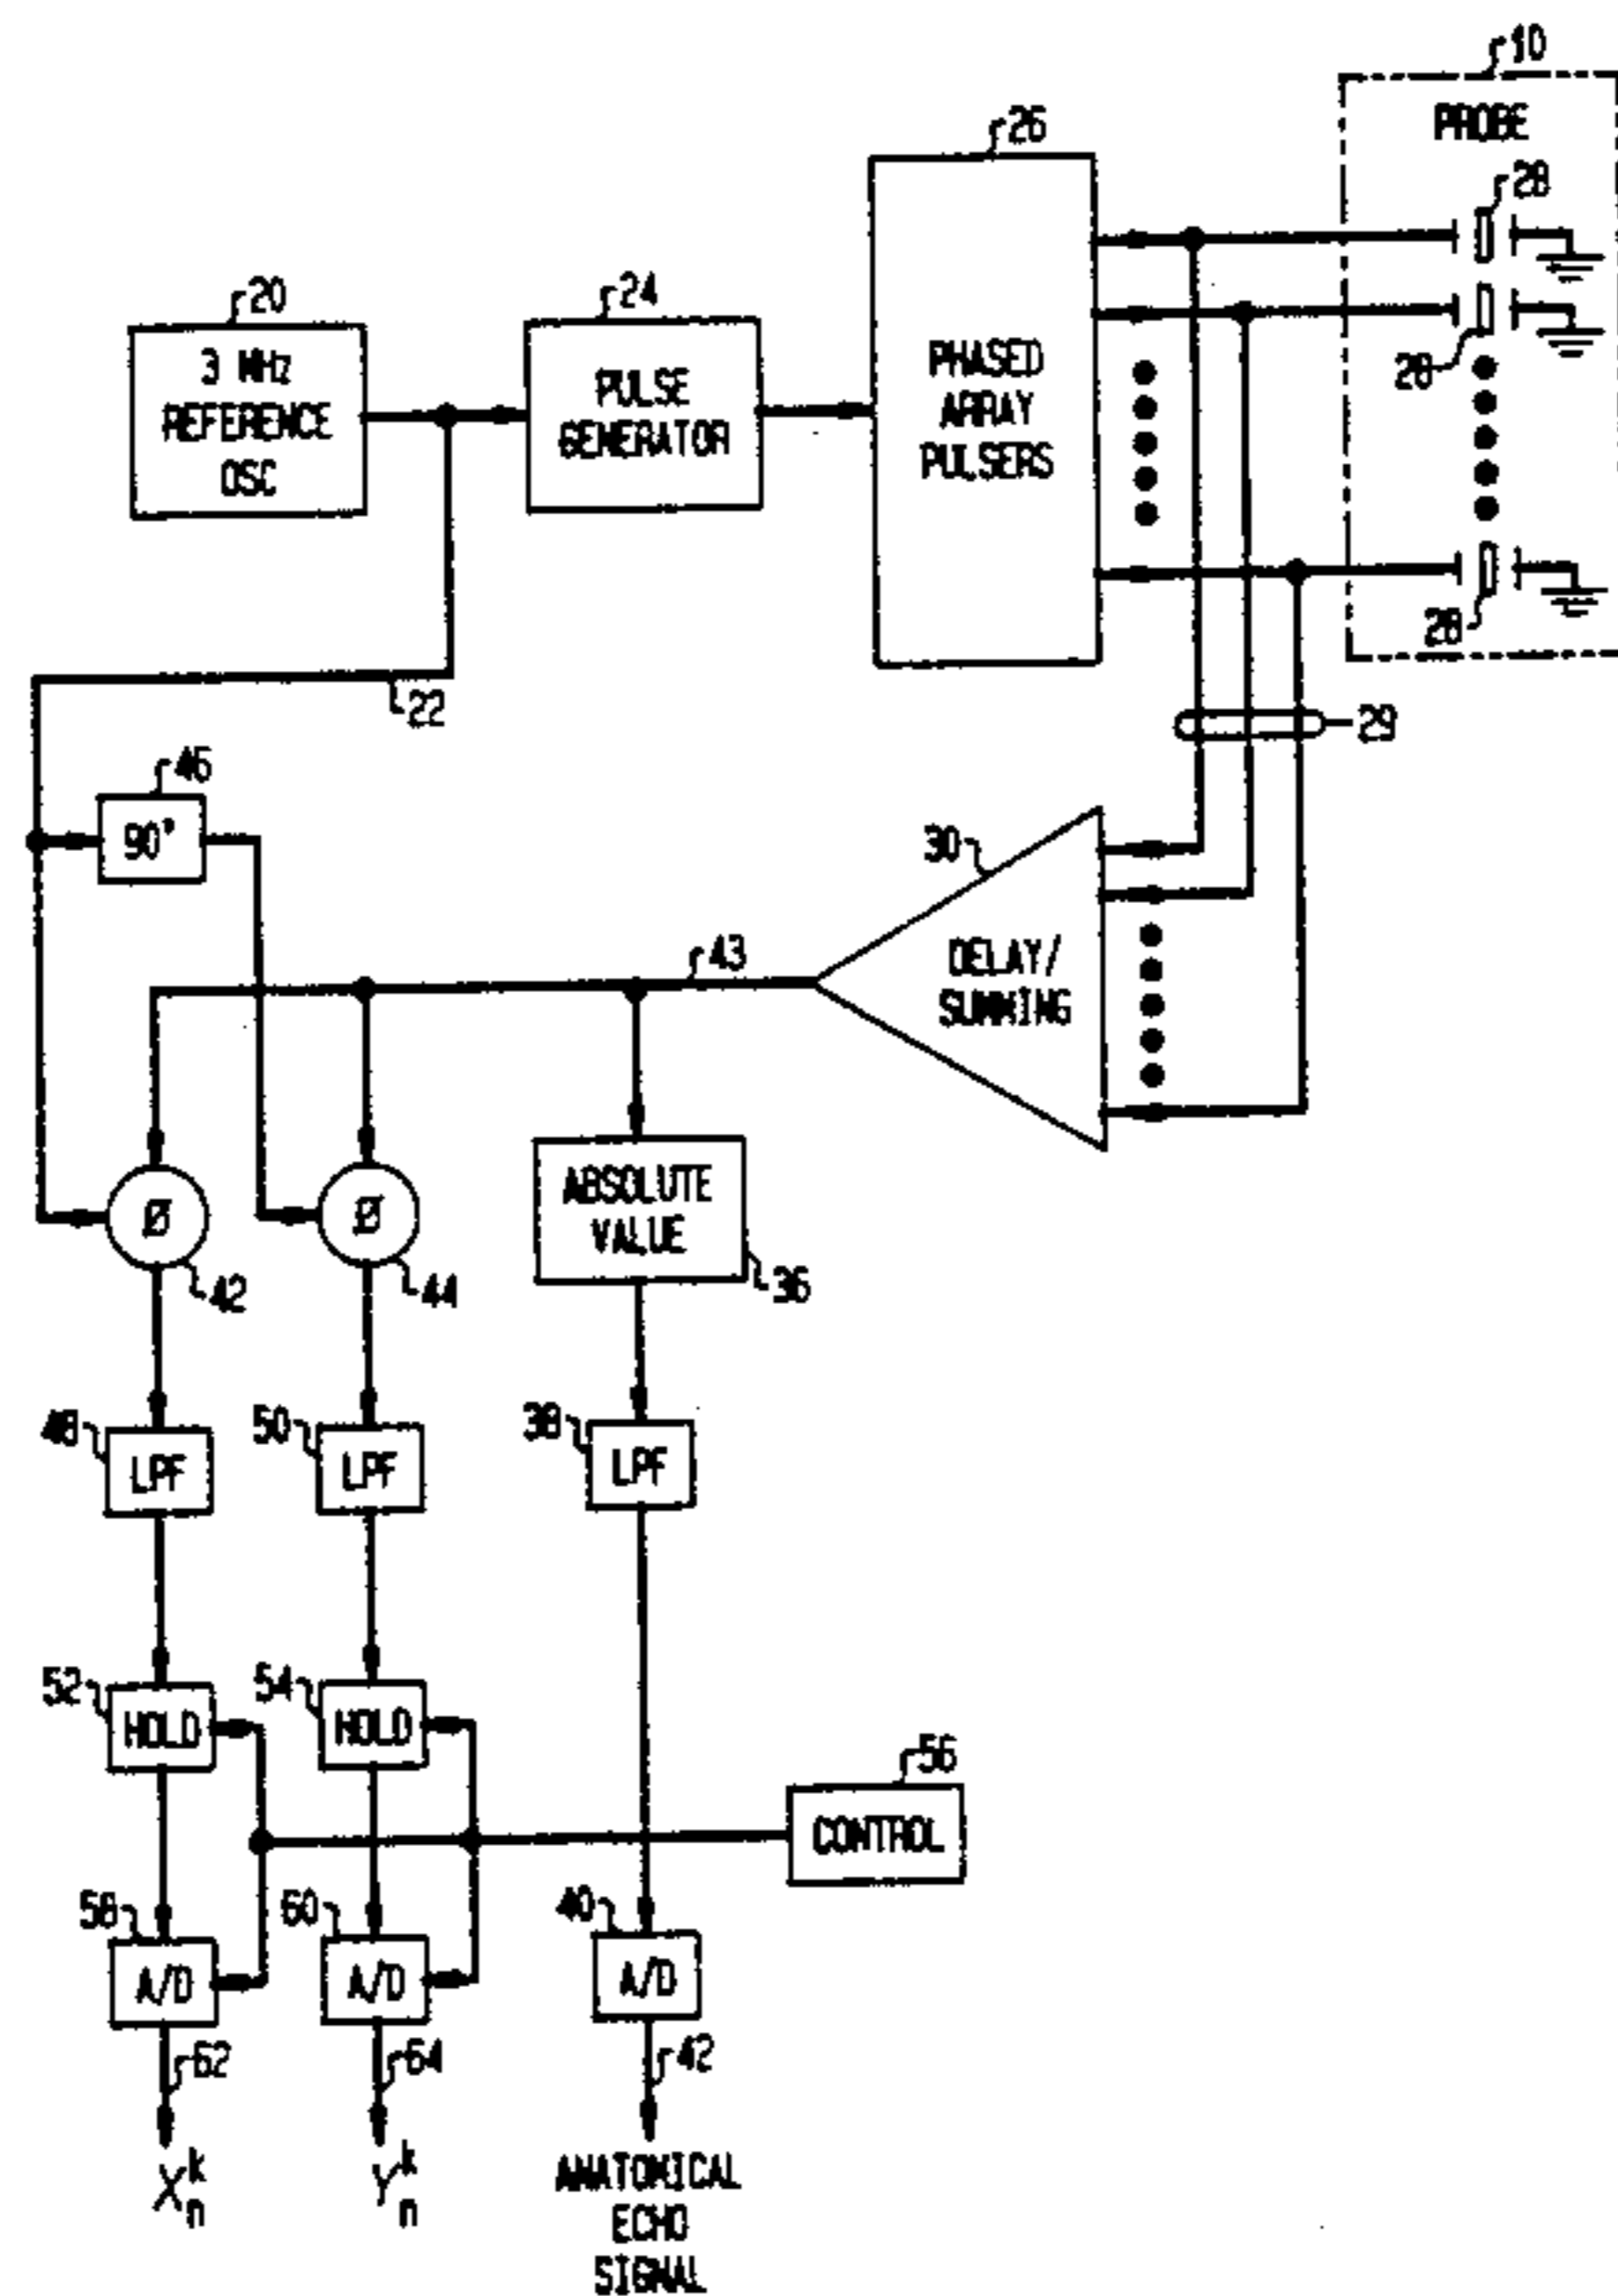 10
PROBE
26
28
20
24
3 MHz
REFERENCE
OSC
PULSE
GENERATOR
PHASED
ARRAY
PULSERS
28
28
22
29
46
90°
30
43
DELAY/
SUMMING
Ø
Ø
ABSOLUTE
VALUE
42
44
36
48
50
38
LPF
LPF
LPF
52
54
HOLD
HOLD
56
CONTROL
58
60
40
A/D
A/D
A/D
62
64
42
X_n^k
Y_n^k
ANATOMICAL
ECHO
SIGNAL